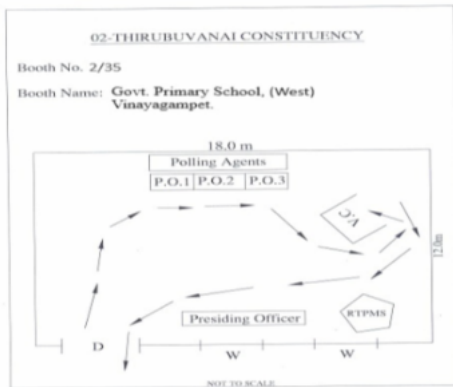 02-THIRUBUVANAI CONSTITUENCY
Booth No. 2/35
Booth Name: Govt. Primary School, (West)
Vinayagampet.
18.0 m
Polling Agents
P.O.1 P.O.2 P.O.3
V.C
12.0m
Presiding Officer
RTPMS
D
W
W
NOT TO SCALE